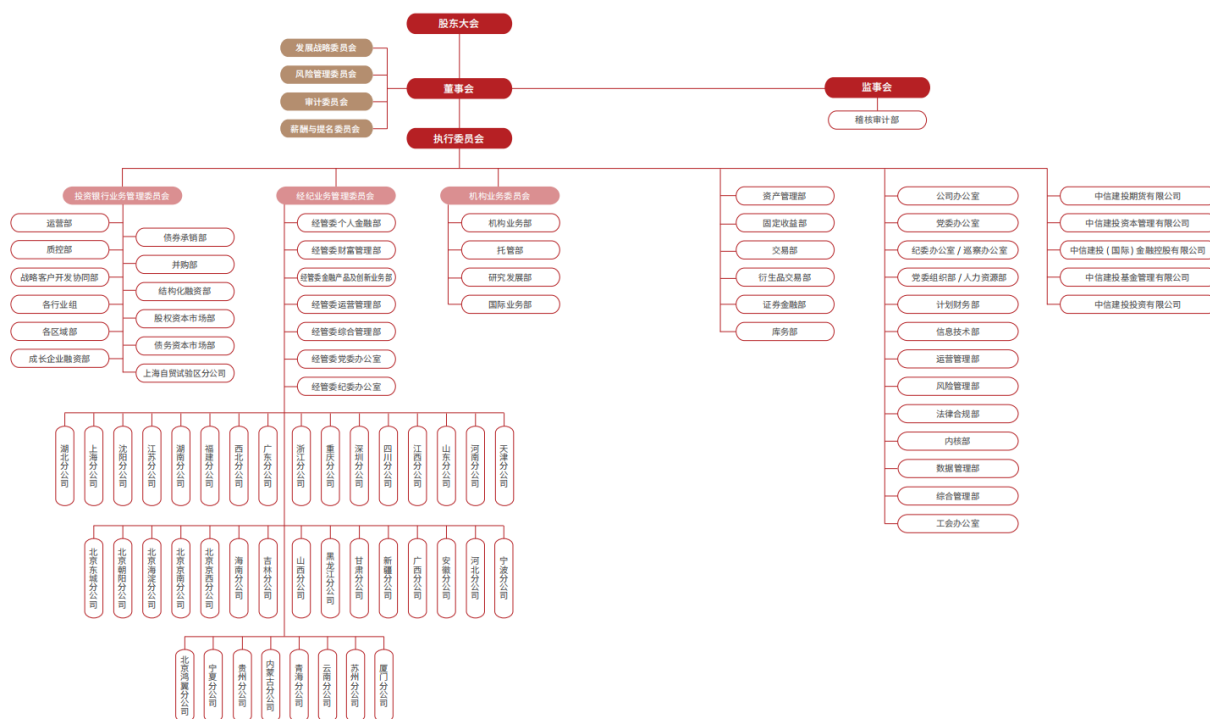 股东大会
发展战略委员会
风险管理委员会
审计委员会
薪酬与提名委员会
董事会
监事会
稽核审计部
执行委员会
投资银行业务管理委员会
运营部
质控部
战略客户开发协同部
各行业组
各区域部
成长企业融资部
债券承销部
并购部
结构化融资部
股权资本市场部
债务资本市场部
上海自贸试验区分公司
经纪业务管理委员会
经管委个人金融部
经管委财富管理部
经管委金融产品及创新业务部
经管委运营管理部
经管委综合管理部
经管委党委办公室
经管委纪委办公室
机构业务委员会
机构业务部
托管部
研究发展部
国际业务部
资产管理部
固定收益部
交易部
衍生品交易部
证券金融部
库务部
公司办公室
党委办公室
纪委办公室 / 巡察办公室
党委组织部 / 人力资源部
计划财务部
信息技术部
运营管理部
风险管理部
法律合规部
内核部
数据管理部
综合管理部
工会办公室
中信建投期货有限公司
中信建投资本管理有限公司
中信建投（国际）金融控股有限公司
中信建投基金管理有限公司
中信建投投资有限公司
湖北分公司
上海分公司
沈阳分公司
江苏分公司
湖南分公司
福建分公司
西北分公司
广东分公司
浙江分公司
重庆分公司
深圳分公司
四川分公司
江西分公司
山东分公司
河南分公司
天津分公司
北京东城分公司
北京朝阳分公司
北京海淀分公司
北京京南分公司
北京京西分公司
海南分公司
吉林分公司
山西分公司
黑龙江分公司
甘肃分公司
新疆分公司
广西分公司
安徽分公司
河北分公司
宁波分公司
北京鸿翼分公司
宁夏分公司
贵州分公司
内蒙古分公司
青海分公司
云南分公司
苏州分公司
厦门分公司